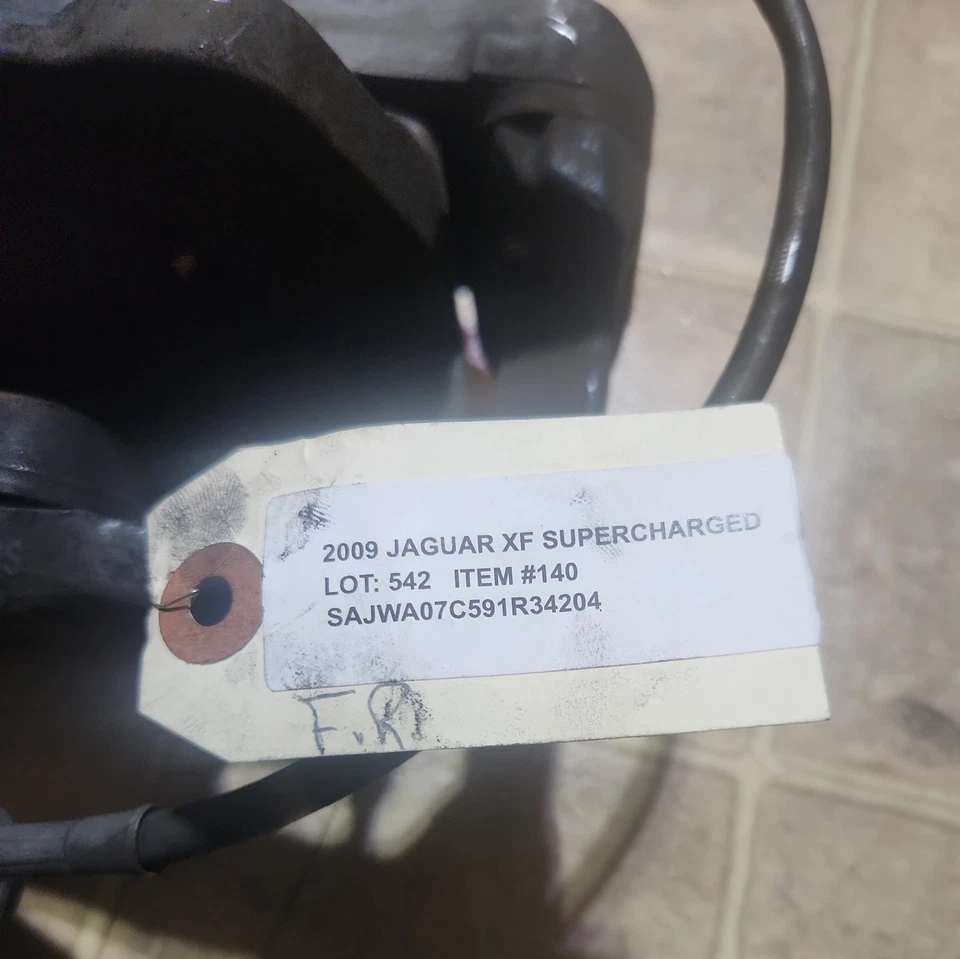 2009 JAGUAR XF SUPERCHARGED
LOT: 542 ITEM #140
SAJWA07C591R34204
F.R.